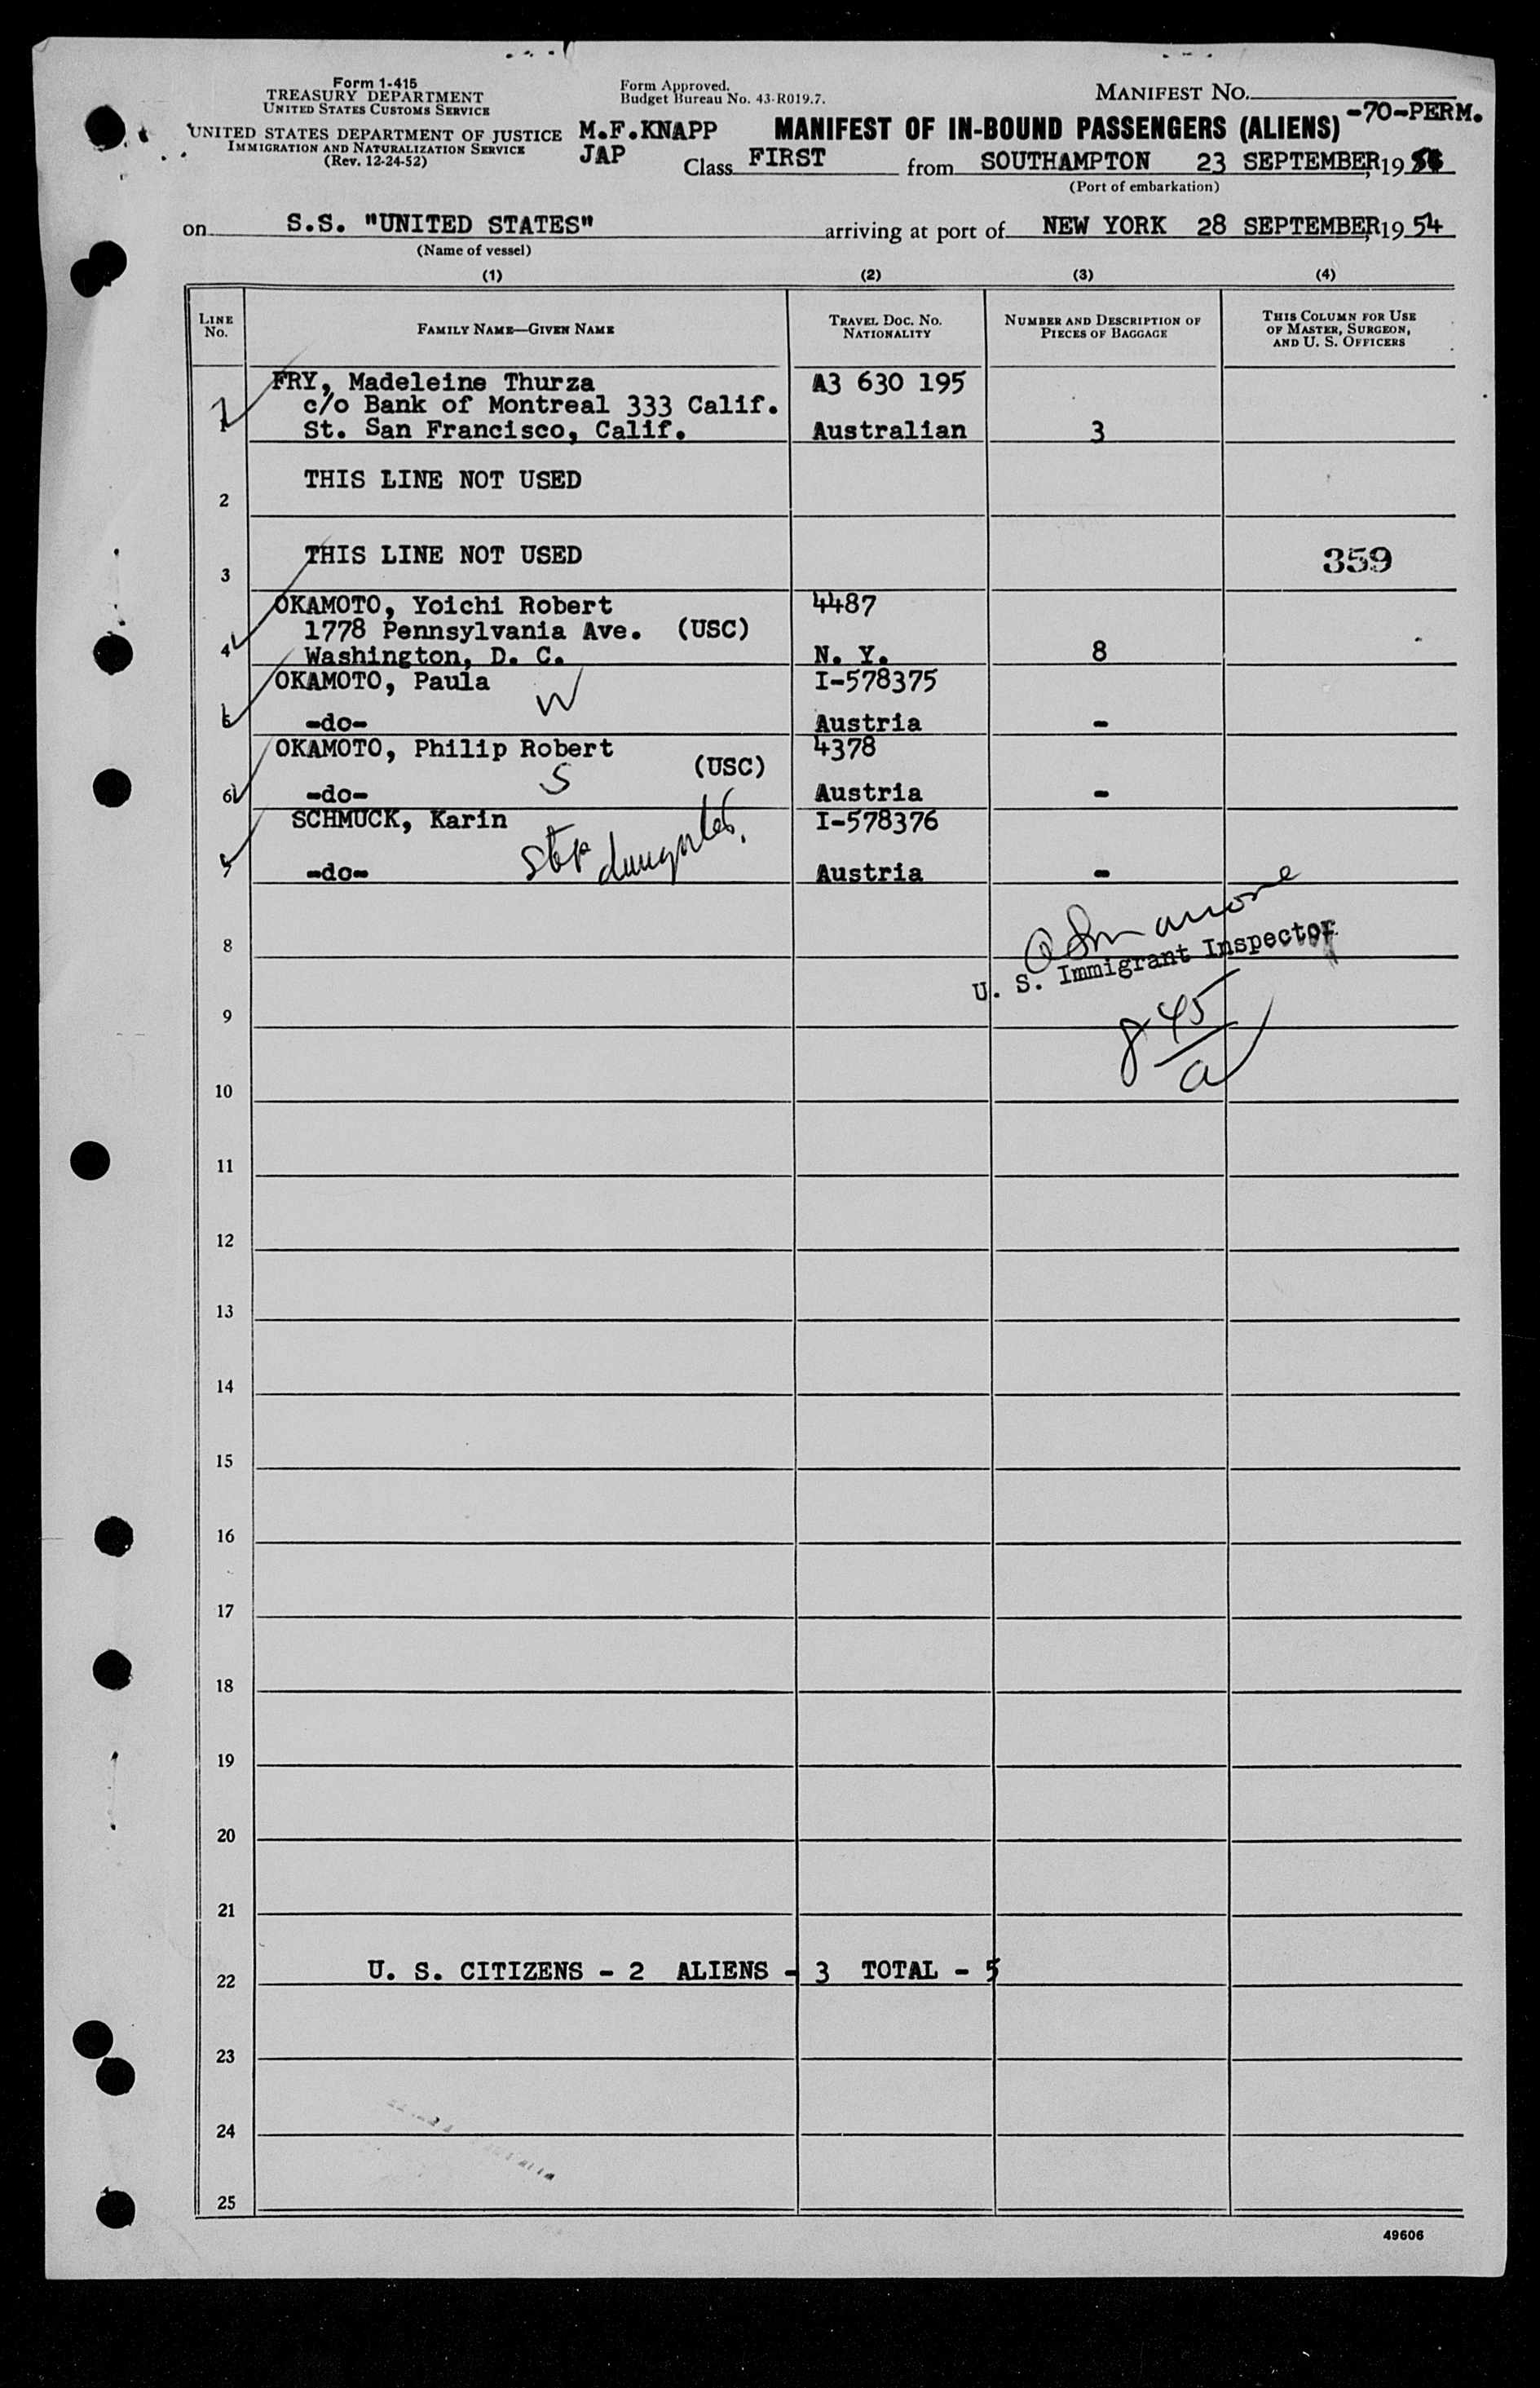 Form 1-415
TREASURY DEPARTMENT
UNITED STATES CUSTOMS SERVICE
UNITED STATES DEPARTMENT OF JUSTICE
IMMIGRATION AND NATURALIZATION SERVICE
(Rev. 12-24-52)
Form Approved.
Budget Bureau No. 43-R019.7.
MANIFEST NO.
-70-PERM.
M.F.KNAPP
JAP
MANIFEST OF IN-BOUND PASSENGERS (ALIENS)
Class FIRST from SOUTHAMPTON 23 SEPTEMBER, 19
(Port of embarkation)
on S.S. "UNITED STATES" arriving at port of NEW YORK 28 SEPTEMBER, 19 54
(Name of vessel)
(1) (2) (3) (4)
LINE NO. FAMILY NAME—GIVEN NAME TRAVEL DOC. NO. NATIONALITY NUMBER AND DESCRIPTION OF PIECES OF BAGGAGE THIS COLUMN FOR USE OF MASTER, SURGEON, AND U. S. OFFICERS
FRY, Madeleine Thurza A3 630 195
c/o Bank of Montreal 333 Calif.
1 St. San Francisco, Calif. Australian 3
2 THIS LINE NOT USED
3 THIS LINE NOT USED 359
OKAMOTO, Yoichi Robert 4487
1778 Pennsylvania Ave. (USC)
4 Washington, D. C. N. Y. 8
OKAMOTO, Paula W I-578375
5 -do- Austria -
OKAMOTO, Philip Robert (USC) 4378
6 -do- S Austria -
SCHMUCK, Karin I-578376
Step daughter.
7 -do- Austria -
8
U. S. Immigrant Inspector
9
845
a
10
11
12
13
14
15
16
17
18
19
20
21
22 U. S. CITIZENS - 2 ALIENS - 3 TOTAL - 5
23
24
25
49606